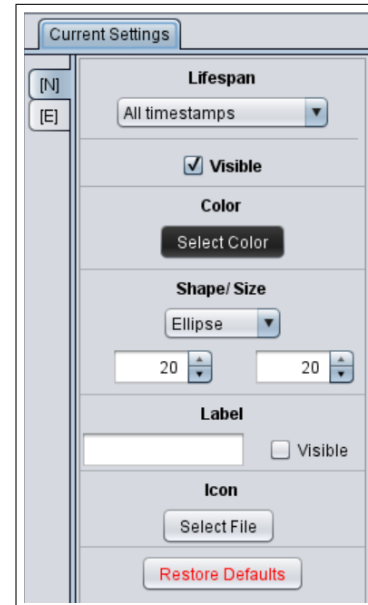 Current Settings
[N]
[E]
Lifespan
All timestamps
Visible
Color
Select Color
Shape/ Size
Ellipse
20 20
Label
Visible
Icon
Select File
Restore Defaults